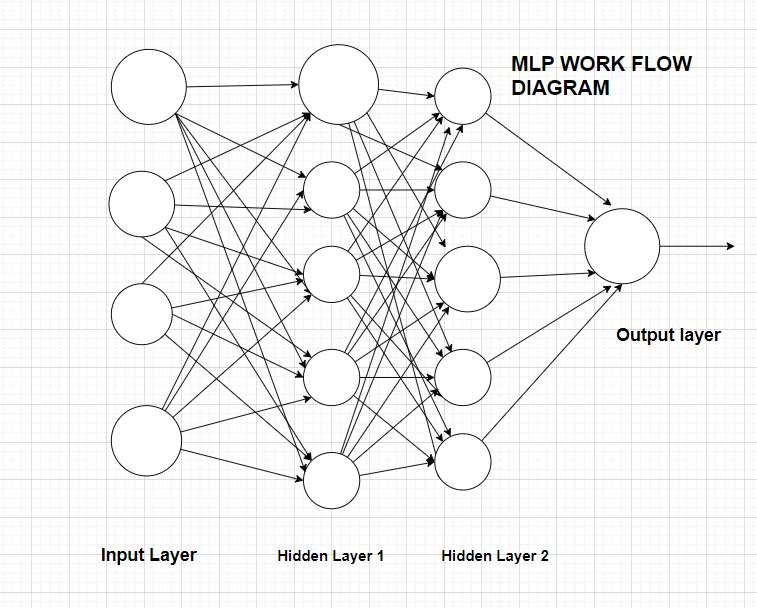 MLP WORK FLOW
DIAGRAM
Output layer
Input Layer
Hidden Layer 1
Hidden Layer 2